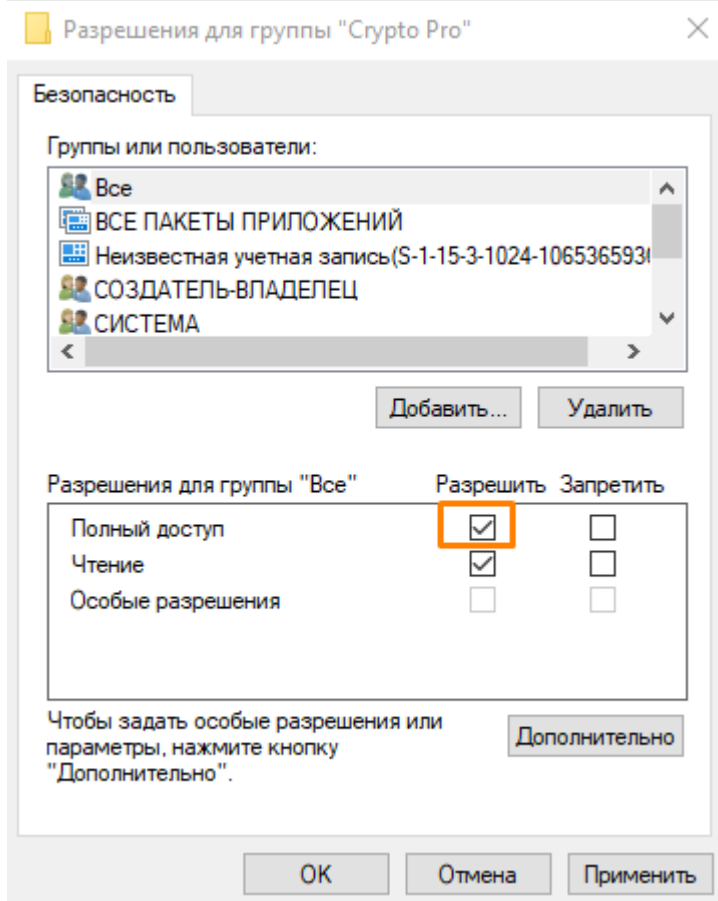 Разрешения для группы "Crypto Pro"
Безопасность
Группы или пользователи:
Все
ВСЕ ПАКЕТЫ ПРИЛОЖЕНИЙ
Неизвестная учетная запись(S-1-15-3-1024-106536593
СОЗДАТЕЛЬ-ВЛАДЕЛЕЦ
СИСТЕМА
Добавить... Удалить
Разрешения для группы "Все" Разрешить Запретить
Полный доступ
Чтение
Особые разрешения
Чтобы задать особые разрешения или
параметры, нажмите кнопку
"Дополнительно".
Дополнительно
ОК Отмена Применить